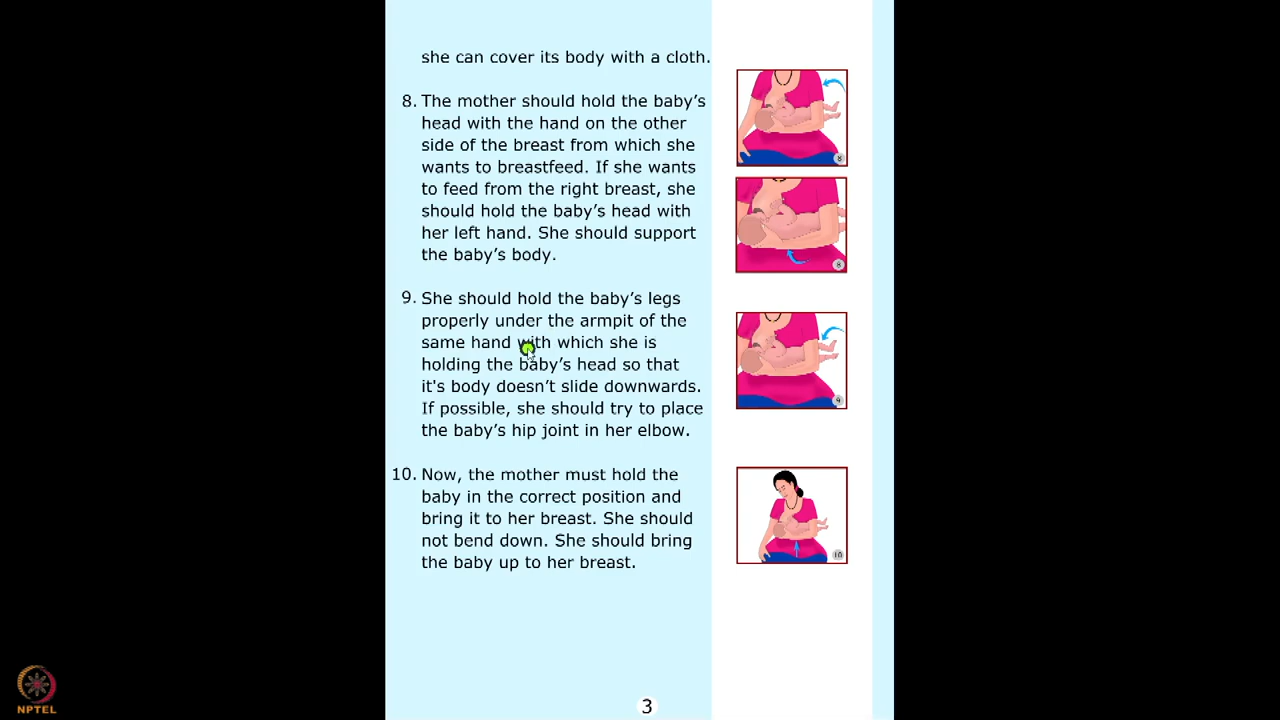 she can cover its body with a cloth.
8. The mother should hold the baby's
head with the hand on the other
side of the breast from which she
wants to breastfeed. If she wants
to feed from the right breast, she
should hold the baby's head with
her left hand. She should support
the baby's body.
8
8
9. She should hold the baby's legs
properly under the armpit of the
same hand with which she is
holding the baby's head so that
it's body doesn't slide downwards.
If possible, she should try to place
the baby's hip joint in her elbow.
9
10. Now, the mother must hold the
baby in the correct position and
bring it to her breast. She should
not bend down. She should bring
the baby up to her breast.
10
NPTEL
3